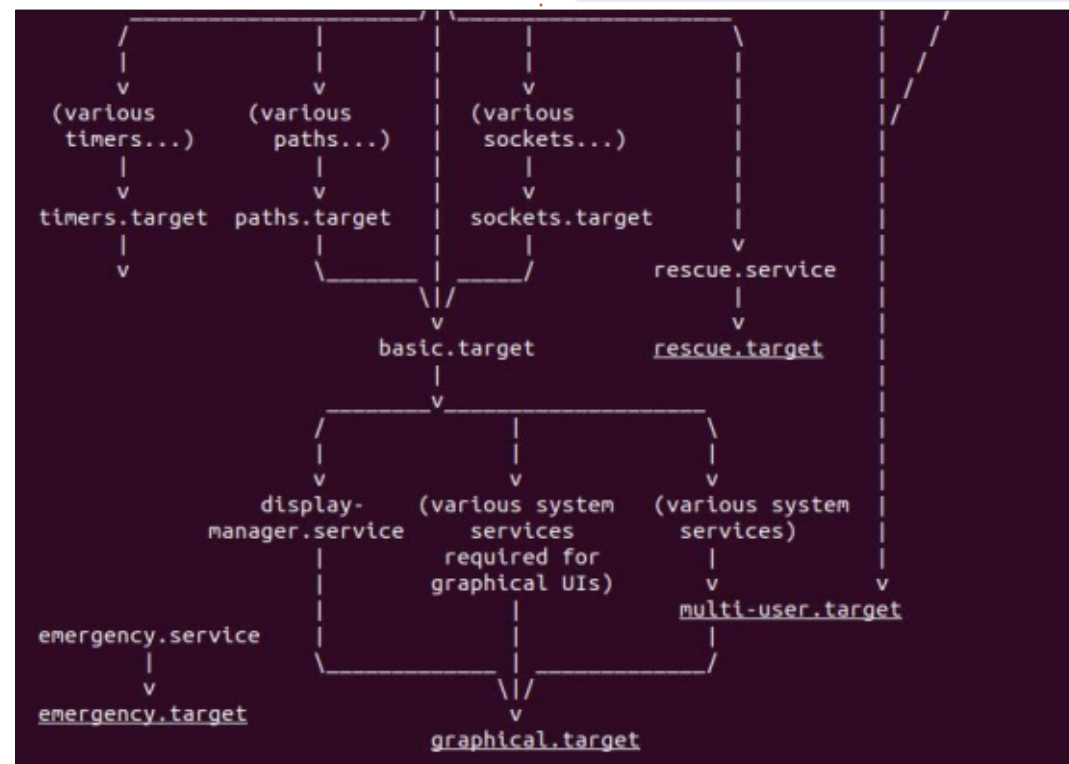 (various timers...)
(various paths...)
(various sockets...)
timers.target
paths.target
sockets.target
rescue.service
basic.target
rescue.target
display-
manager.service
(various system
services
required for
graphical UIs)
(various system
services)
multi-user.target
emergency.service
emergency.target
graphical.target